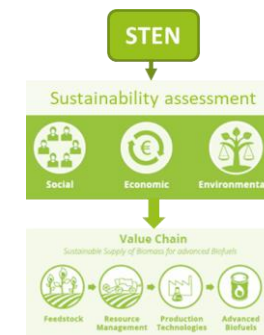 STEN
Sustainability assessment
Social Economic Environmenta
Value Chain
Sustainable Supply of Biomass for advanced Biofuels
Feedstock Resource Management Production Technologies Advanced Biofuels